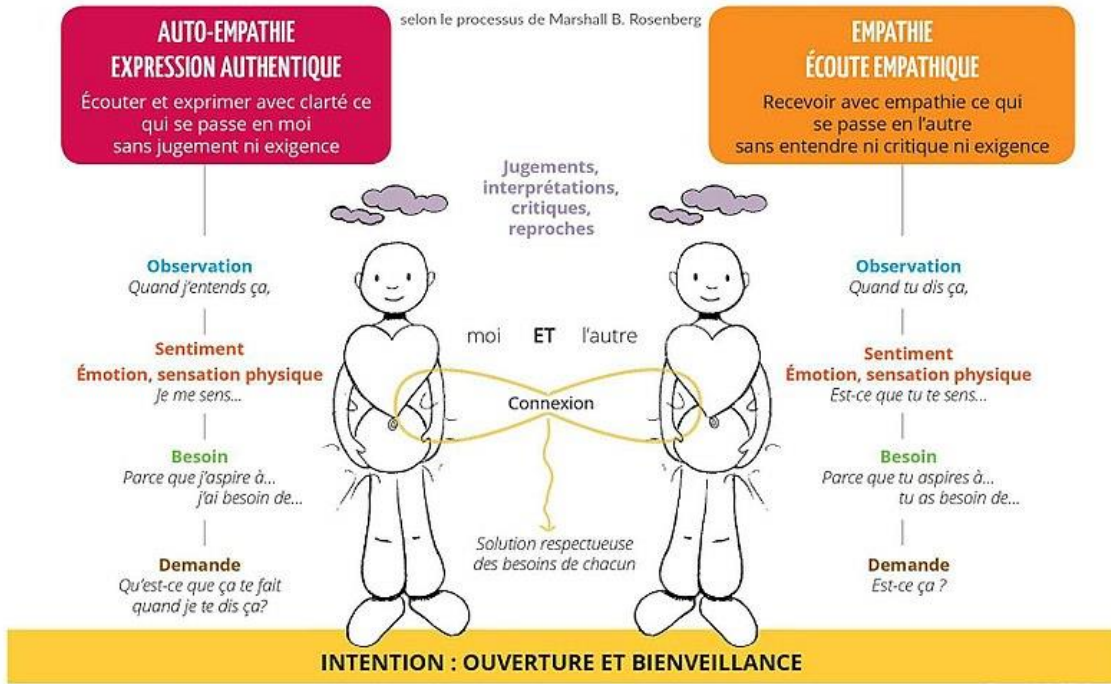 selon le processus de Marshall B. Rosenberg
AUTO-EMPATHIE
EXPRESSION AUTHENTIQUE
Écouter et exprimer avec clarté ce
qui se passe en moi
sans jugement ni exigence
EMPATHIE
ÉCOUTE EMPATHIQUE
Recevoir avec empathie ce qui
se passe en l'autre
sans entendre ni critique ni exigence
Jugements,
interprétations,
critiques,
reproches
Observation
Quand j'entends ça,
Sentiment
Émotion, sensation physique
Je me sens...
Besoin
Parce que j'aspire à...
j'ai besoin de...
Demande
Qu'est-ce que ça te fait
quand je te dis ça?
moi ET l'autre
Connexion
Solution respectueuse
des besoins de chacun
Observation
Quand tu dis ça,
Sentiment
Émotion, sensation physique
Est-ce que tu te sens...
Besoin
Parce que tu aspires à...
tu as besoin de...
Demande
Est-ce ça ?
INTENTION : OUVERTURE ET BIENVEILLANCE